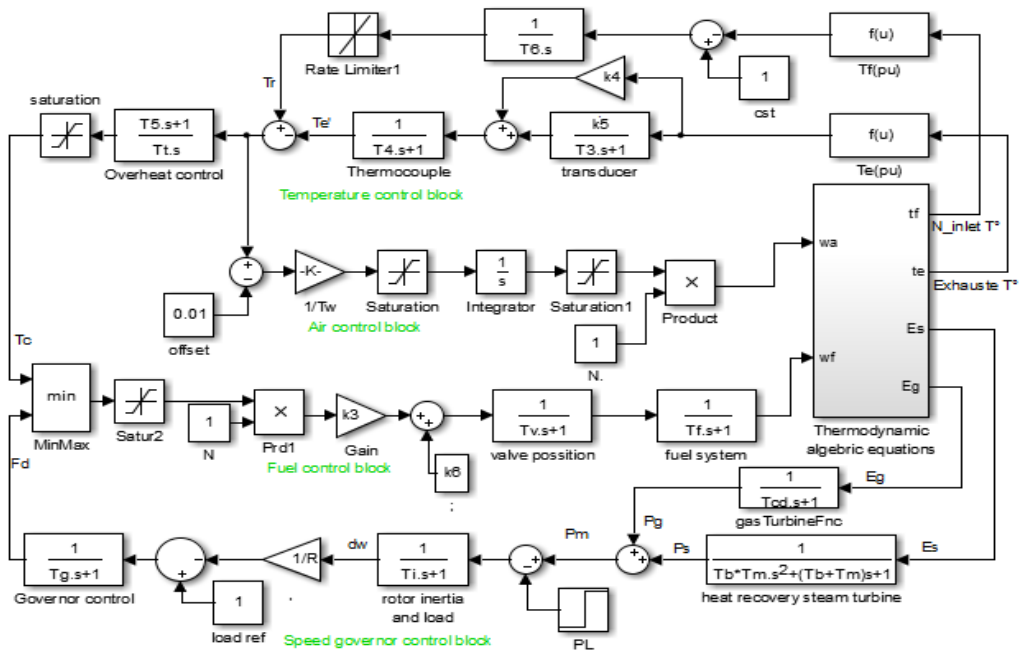 1
T6.s
f(u)
Rate Limiter1
Tf(pu)
k4
1
cst
Tr
saturation
T5.s+1
Tt.s
Overheat control
Te'
1
T4.s+1
Thermocouple
k5
T3.s+1
transducer
f(u)
Te(pu)
Temperature control block
tf
N_inlet T°
wa
te
Exhauste T°
-K-
1/Tw
Saturation
1
s
Integrator
Saturation1
Product
0.01
offset
Air control block
1
N.
Es
Tc
min
MinMax
Satur2
1
N
Prd1
k3
Gain
1
Tv.s+1
valve possition
1
Tf.s+1
fuel system
wf
Eg
Thermodynamic
algebric equations
Fd
Fuel control block
k6
;
1
Tcd.s+1
gasTurbineFnc
Eg
Pg
Pm
Ps
Es
1
Tg.s+1
Governor control
1/R
.
dw
1
Ti.s+1
rotor inertia
and load
1
Tb*Tm.s²+(Tb+Tm)s+1
heat recovery steam turbine
1
load ref
PL
Speed governor control block